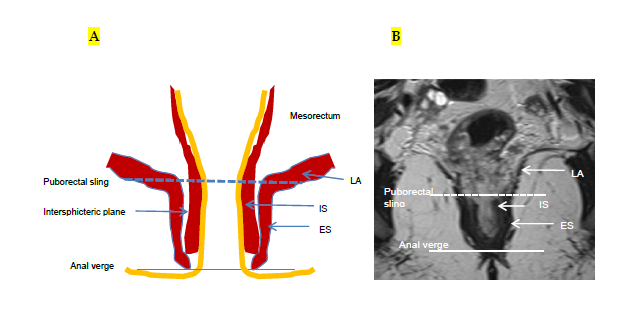 A
B
Mesorectum
Puborectal sling
LA
Intersphicteric plane
IS
ES
Anal verge
LA
Puborectal
sling
IS
ES
Anal verge